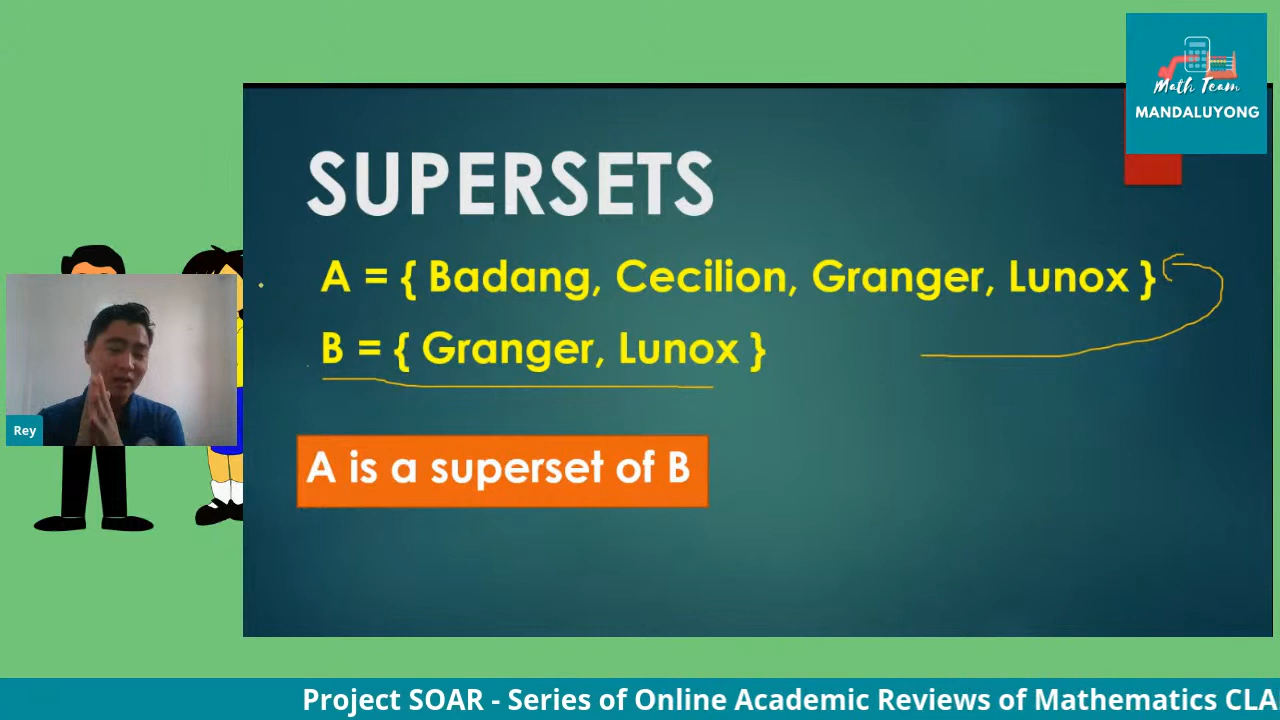 Math Team
MANDALUYONG
SUPERSETS
A = { Badang, Cecilion, Granger, Lunox }
B = { Granger, Lunox }
A is a superset of B
Rey
Project SOAR - Series of Online Academic Reviews of Mathematics CLA